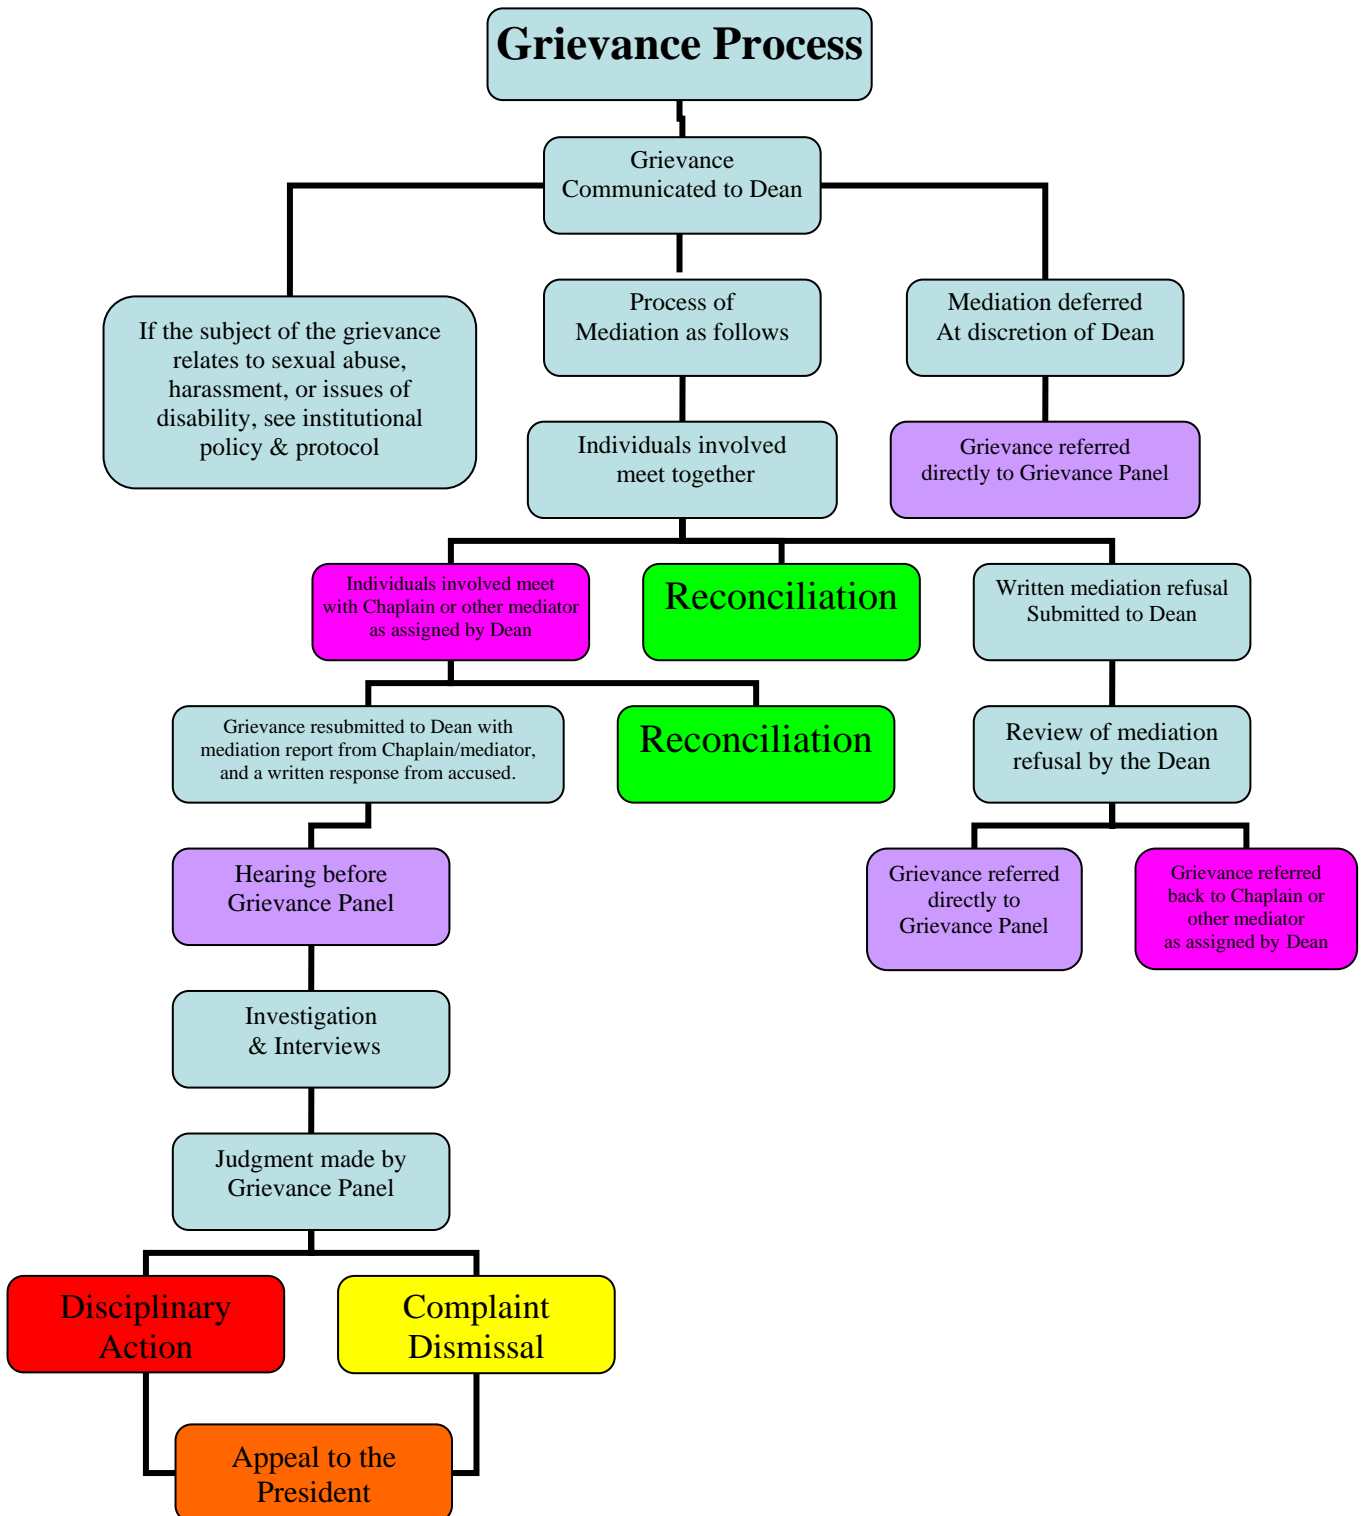 Grievance Process
Grievance
Communicated to Dean
If the subject of the grievance
relates to sexual abuse,
harassment, or issues of
disability, see institutional
policy & protocol
Process of
Mediation as follows
Mediation deferred
At discretion of Dean
Individuals involved
meet together
Grievance referred
directly to Grievance Panel
Individuals involved meet
with Chaplain or other mediator
as assigned by Dean
Reconciliation
Written mediation refusal
Submitted to Dean
Grievance resubmitted to Dean with
mediation report from Chaplain/mediator,
and a written response from accused.
Reconciliation
Review of mediation
refusal by the Dean
Hearing before
Grievance Panel
Grievance referred
directly to
Grievance Panel
Grievance referred
back to Chaplain or
other mediator
as assigned by Dean
Investigation
& Interviews
Judgment made by
Grievance Panel
Disciplinary
Action
Complaint
Dismissal
Appeal to the
President